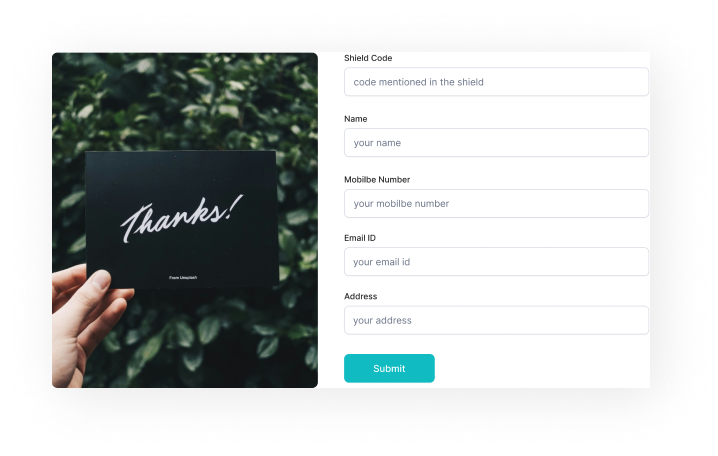 Thanks!
From Unsplash
Shield Code
code mentioned in the shield
Name
your name
Mobilbe Number
your mobilbe number
Email ID
your email id
Address
your address
Submit